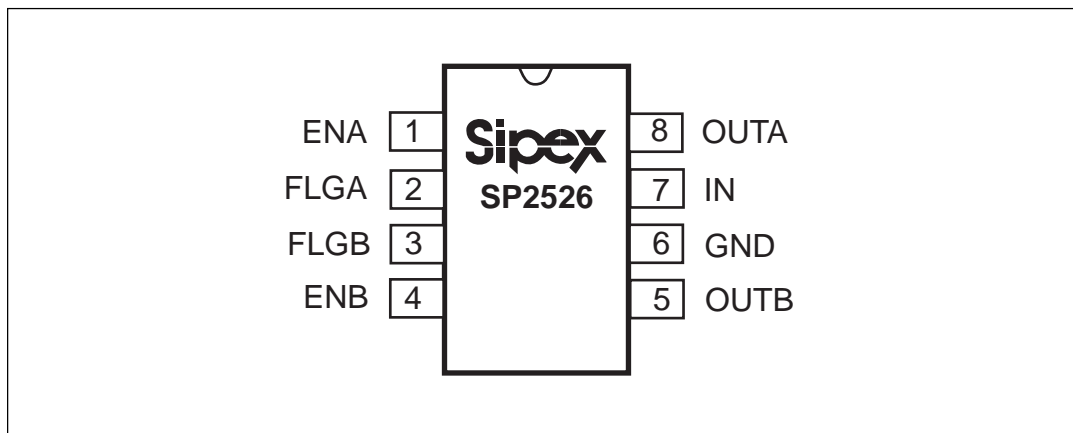 ENA 1 Sipex 8 OUTA
FLGA 2 SP2526 7 IN
FLGB 3 6 GND
ENB 4 5 OUTB